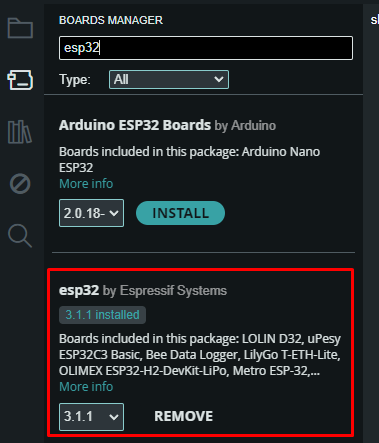 BOARDS MANAGER
esp32
Type: All
Arduino ESP32 Boards by Arduino
Boards included in this package: Arduino Nano
ESP32
More info
2.0.18- INSTALL
esp32 by Espressif Systems
3.1.1 installed
Boards included in this package: LOLIN D32, uPesy
ESP32C3 Basic, Bee Data Logger, LilyGo T-ETH-Lite,
OLIMEX ESP32-H2-DevKit-LiPo, Metro ESP-32,...
More info
3.1.1 REMOVE